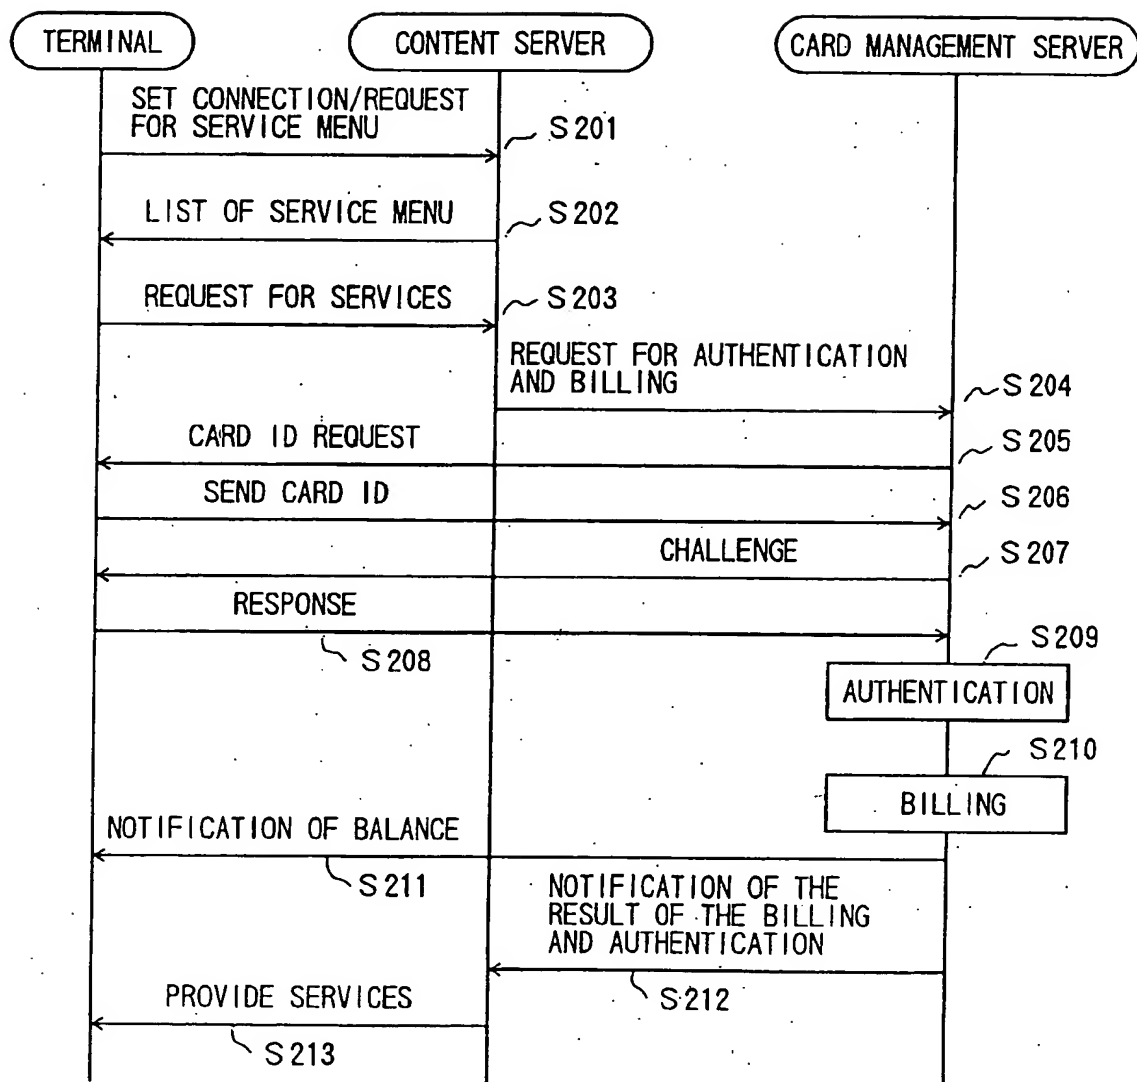 TERMINAL
CONTENT SERVER
CARD MANAGEMENT SERVER
SET CONNECTION/REQUEST
FOR SERVICE MENU
S201
LIST OF SERVICE MENU
S202
REQUEST FOR SERVICES
S203
REQUEST FOR AUTHENTICATION
AND BILLING
S204
CARD ID REQUEST
S205
SEND CARD ID
S206
CHALLENGE
S207
RESPONSE
S208
S209
AUTHENTICATION
S210
BILLING
NOTIFICATION OF BALANCE
S211
NOTIFICATION OF THE
RESULT OF THE BILLING
AND AUTHENTICATION
S212
PROVIDE SERVICES
S213